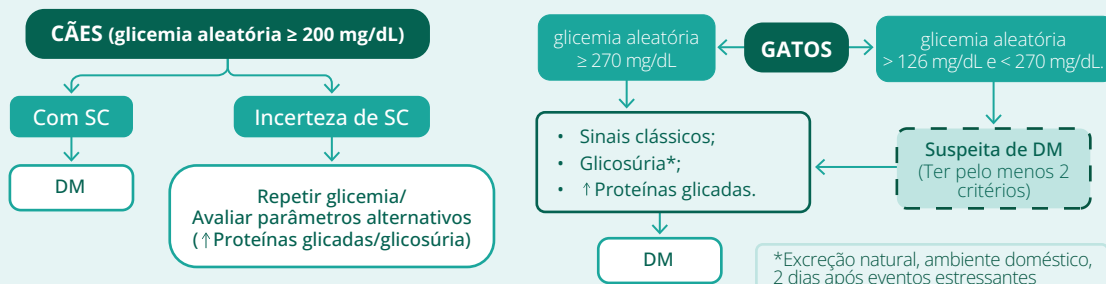 CÃES (glicemia aleatória ≥ 200 mg/dL)
Com SC
Incerteza de SC
DM
Repetir glicemia/
Avaliar parâmetros alternativos
(↑Proteínas glicadas/glicosúria)
glicemia aleatória
≥ 270 mg/dL
GATOS
glicemia aleatória
> 126 mg/dL e < 270 mg/dL.
• Sinais clássicos;
• Glicosúria*;
• ↑Proteínas glicadas.
Suspeita de DM
(Ter pelo menos 2
critérios)
DM
*Excreção natural, ambiente doméstico,
2 dias após eventos estressantes